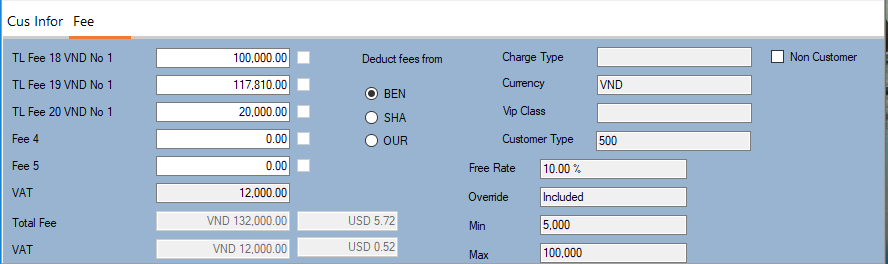 Cus Infor Fee
TL Fee 18 VND No 1 100,000.00 Deduct fees from Charge Type Non Customer
TL Fee 19 VND No 1 117,810.00 BEN Currency VND
TL Fee 20 VND No 1 20,000.00 SHA Vip Class
Fee 4 0.00 OUR Customer Type 500
Fee 5 0.00 Free Rate 10.00 %
VAT 12,000.00 Override Included
Total Fee VND 132,000.00 USD 5.72 Min 5,000
VAT VND 12,000.00 USD 0.52 Max 100,000